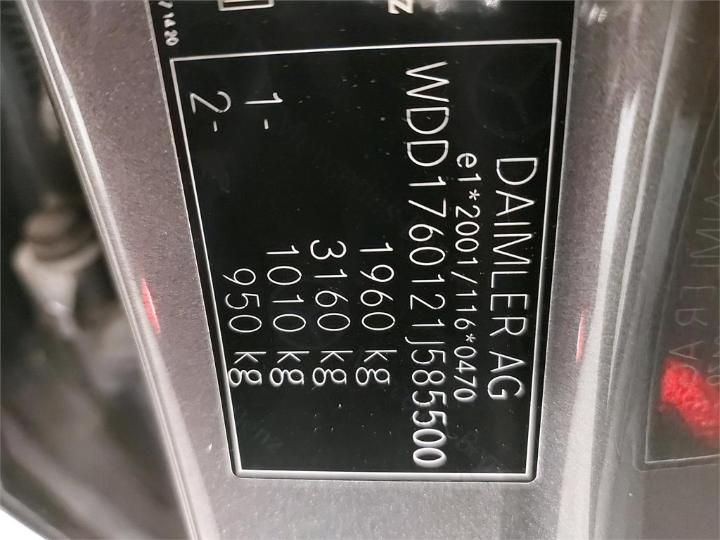 DAIMLER AG
e1*2001/116*0470
WDD1760121J585500
1960 kg
3160 kg
1- 1010 kg
2- 950 kg